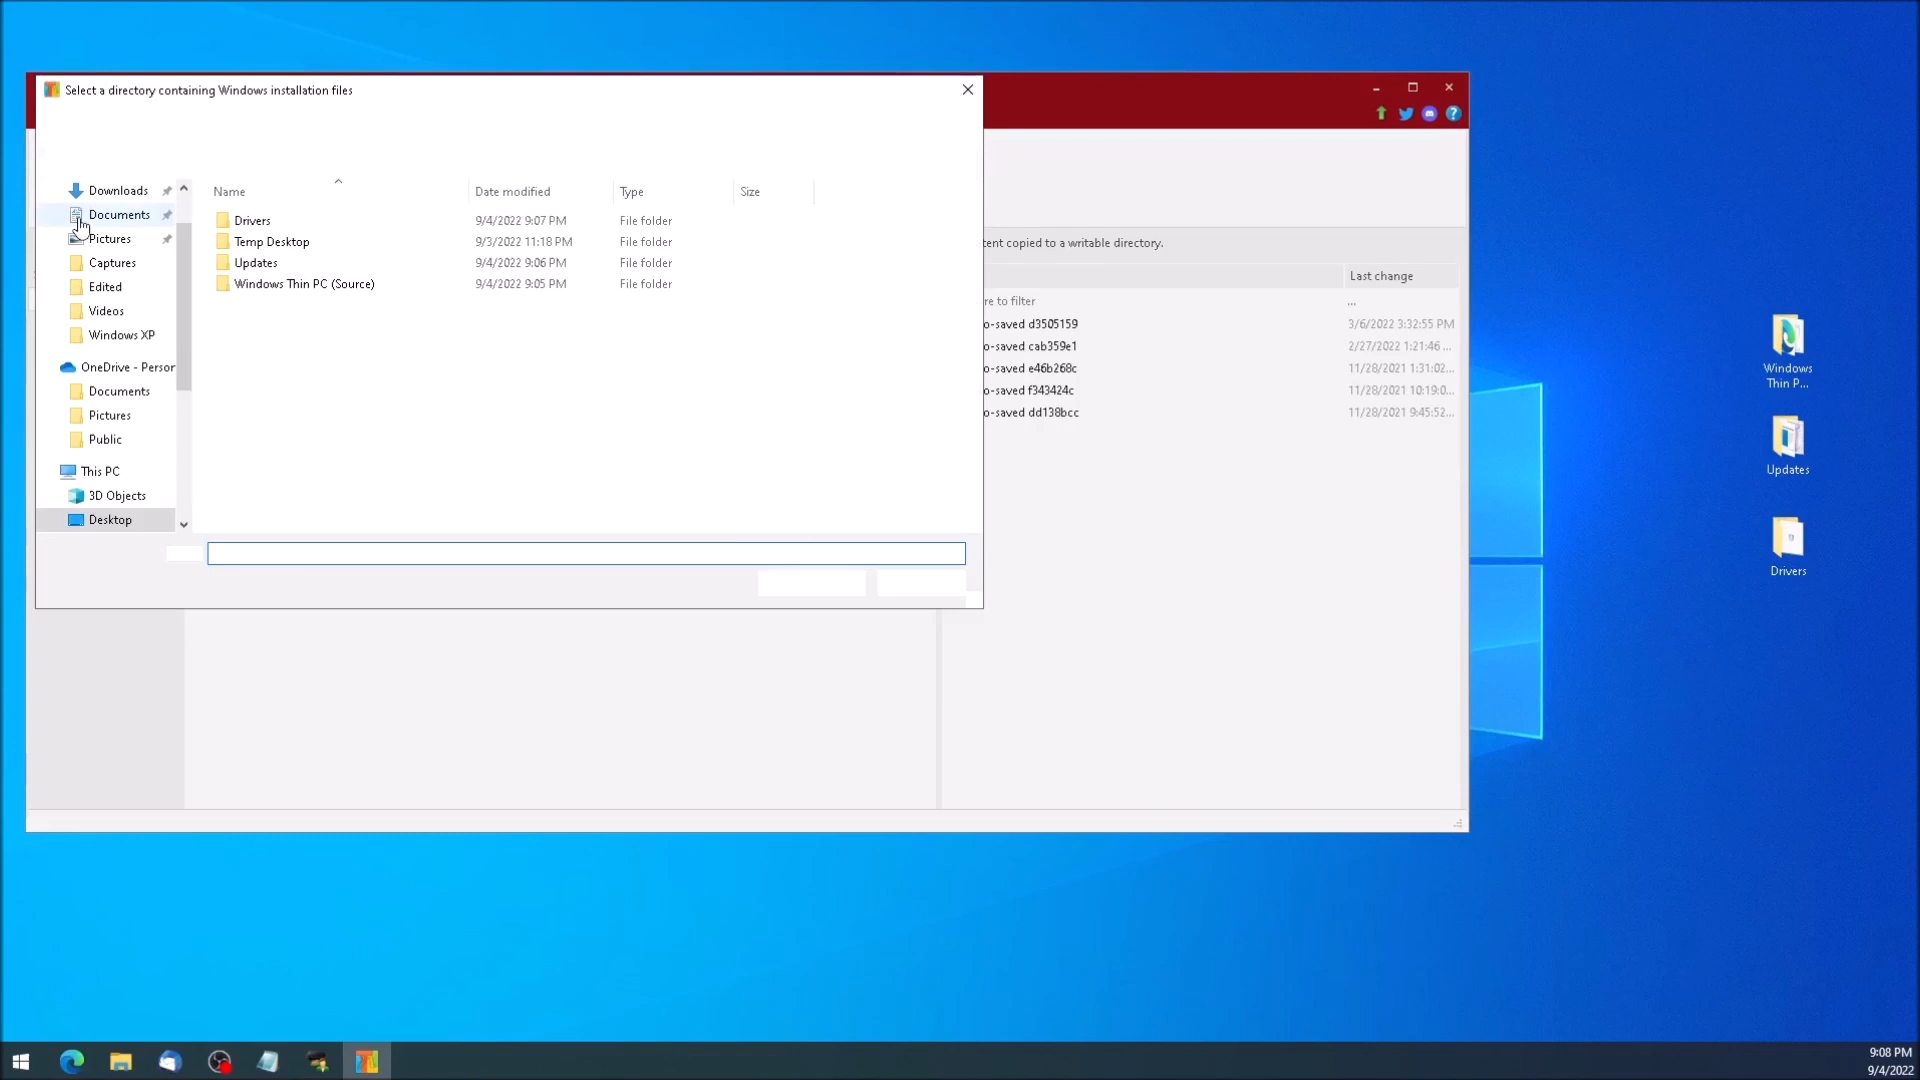 Select a directory containing Windows installation files
Name
Date modified
Type
Size
Downloads
Documents
Pictures
Captures
Edited
Videos
Windows XP
OneDrive - Person
Documents
Pictures
Public
This PC
3D Objects
Desktop
Drivers 9/4/2022 9:07 PM File folder
Temp Desktop 9/3/2022 11:18 PM File folder
Updates 9/4/2022 9:06 PM File folder
Windows Thin PC (Source) 9/4/2022 9:05 PM File folder
ent copied to a writable directory.
Last change
re to filter ...
o-saved d3505159 3/6/2022 3:32:55 PM
o-saved cab359e1 2/27/2022 1:21:46 ...
o-saved e46b268c 11/28/2021 1:31:02...
o-saved f343424c 11/28/2021 10:19:0...
o-saved dd138bcc 11/28/2021 9:45:52...
Windows
Thin P...
Updates
Drivers
9:08 PM
9/4/2022